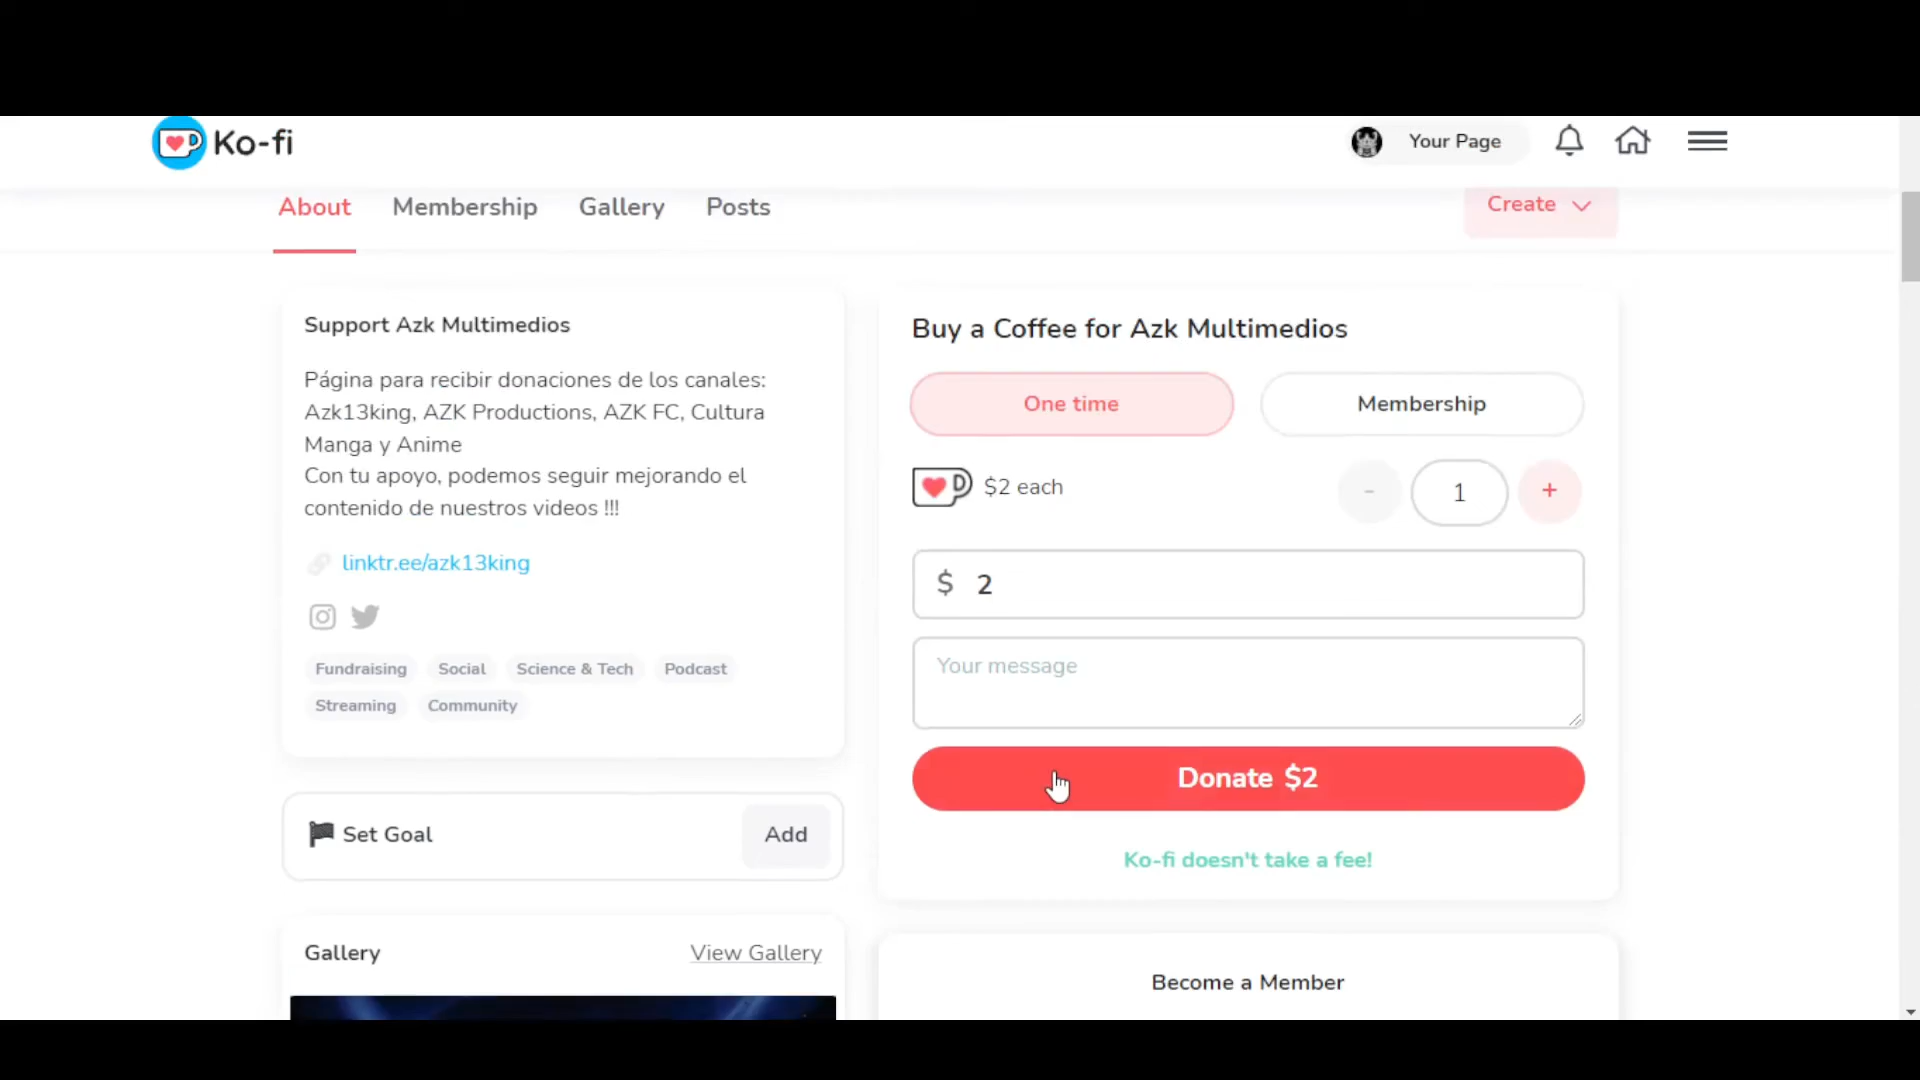 Ko-fi
Your Page
About
Membership
Gallery
Posts
Create
Support Azk Multimedios
Página para recibir donaciones de los canales:
Azk13king, AZK Productions, AZK FC, Cultura
Manga y Anime
Con tu apoyo, podemos seguir mejorando el
contenido de nuestros videos !!!
linktr.ee/azk13king
Fundraising
Social
Science & Tech
Podcast
Streaming
Community
Set Goal
Add
Gallery
View Gallery
Buy a Coffee for Azk Multimedios
One time
Membership
$2 each
-
1
+
$ 2
Your message
Donate $2
Ko-fi doesn't take a fee!
Become a Member